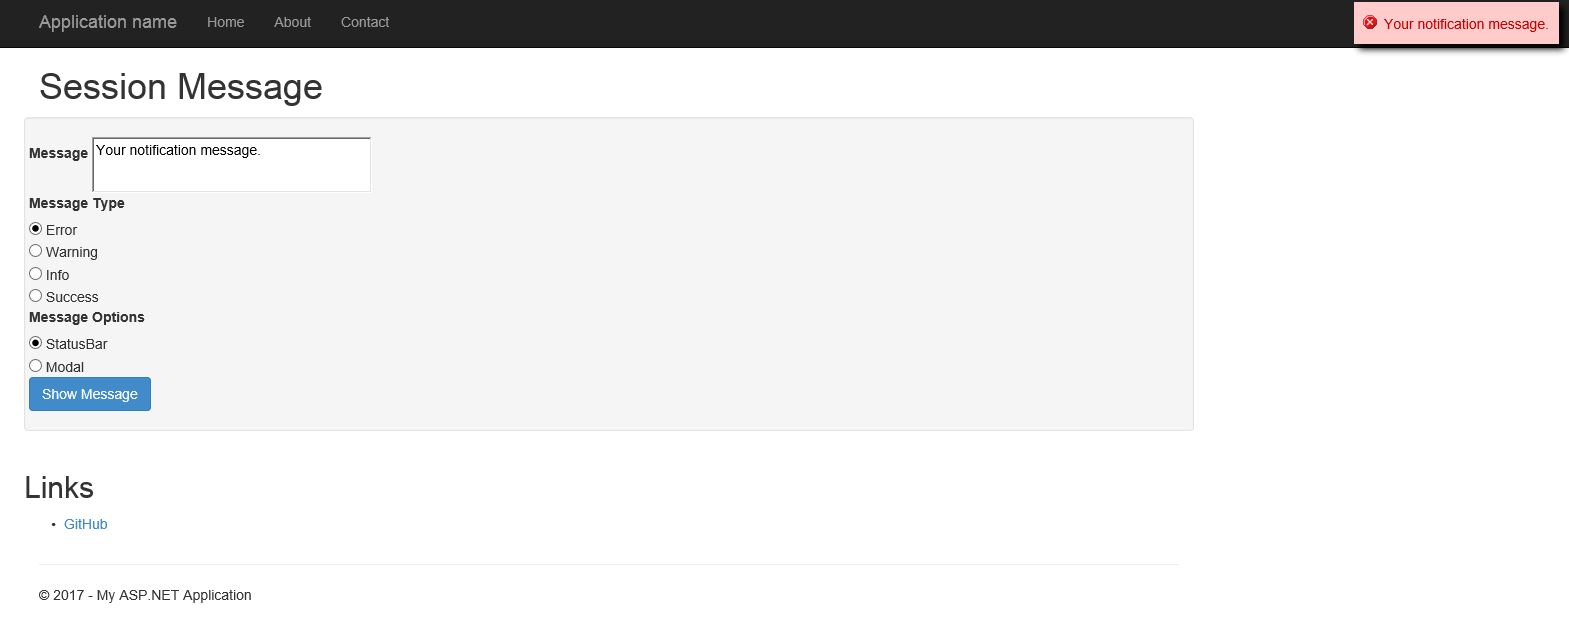 Application name Home About Contact
Your notification message.
Session Message
Message Your notification message.
Message Type
Error
Warning
Info
Success
Message Options
StatusBar
Modal
Show Message
Links
• GitHub
© 2017 - My ASP.NET Application